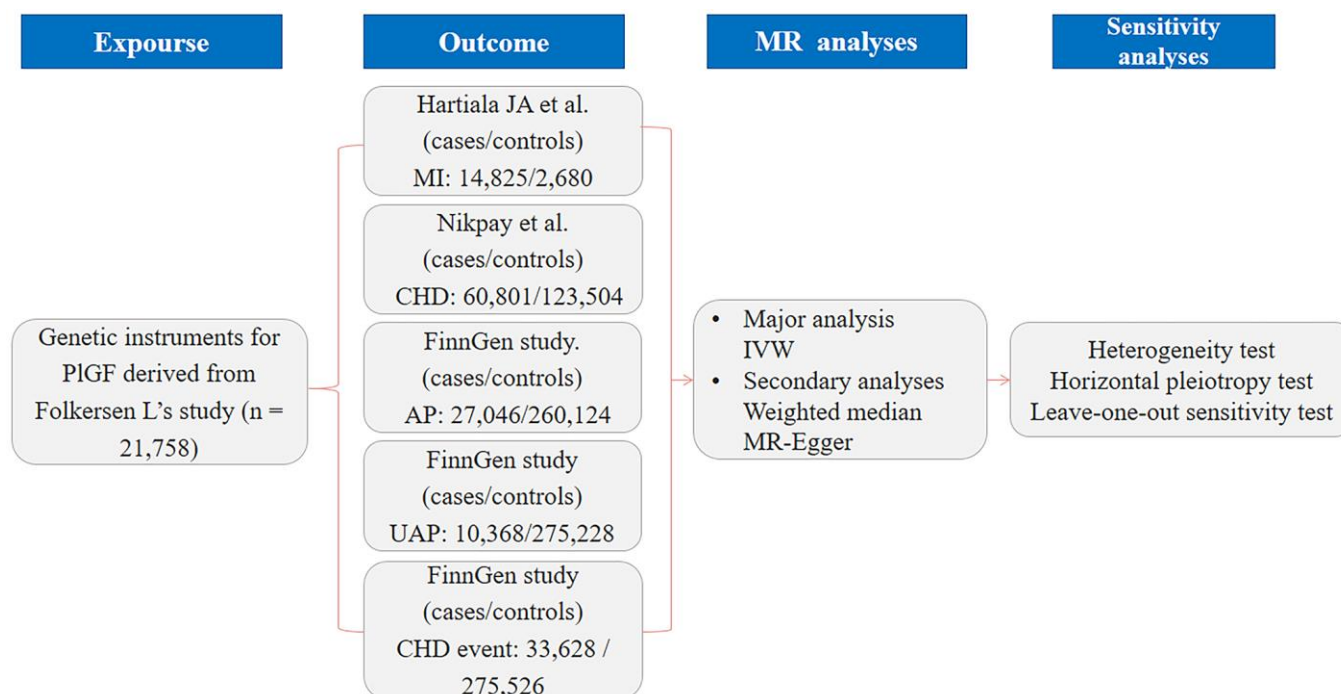 Expourse
Outcome
MR analyses
Sensitivity
analyses
Genetic instruments for
PlGF derived from
Folkersen L's study (n =
21,758)
Hartiala JA et al.
(cases/controls)
MI: 14,825/2,680
Nikpay et al.
(cases/controls)
CHD: 60,801/123,504
FinnGen study.
(cases/controls)
AP: 27,046/260,124
FinnGen study
(cases/controls)
UAP: 10,368/275,228
FinnGen study
(cases/controls)
CHD event: 33,628 /
275,526
• Major analysis
IVW
• Secondary analyses
Weighted median
MR-Egger
Heterogeneity test
Horizontal pleiotropy test
Leave-one-out sensitivity test